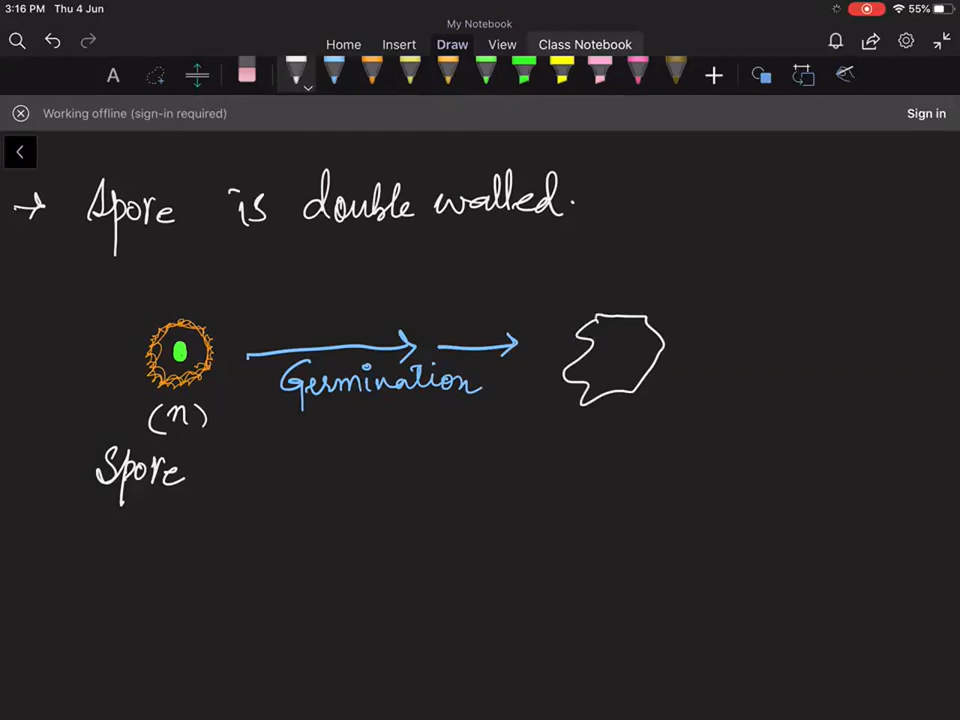 3:16 PM Thu 4 Jun
55%
My Notebook
Home Insert Draw View Class Notebook
A
Working offline (sign-in required) Sign in
→ Spore is double walled.
Germination
(n)
Spore